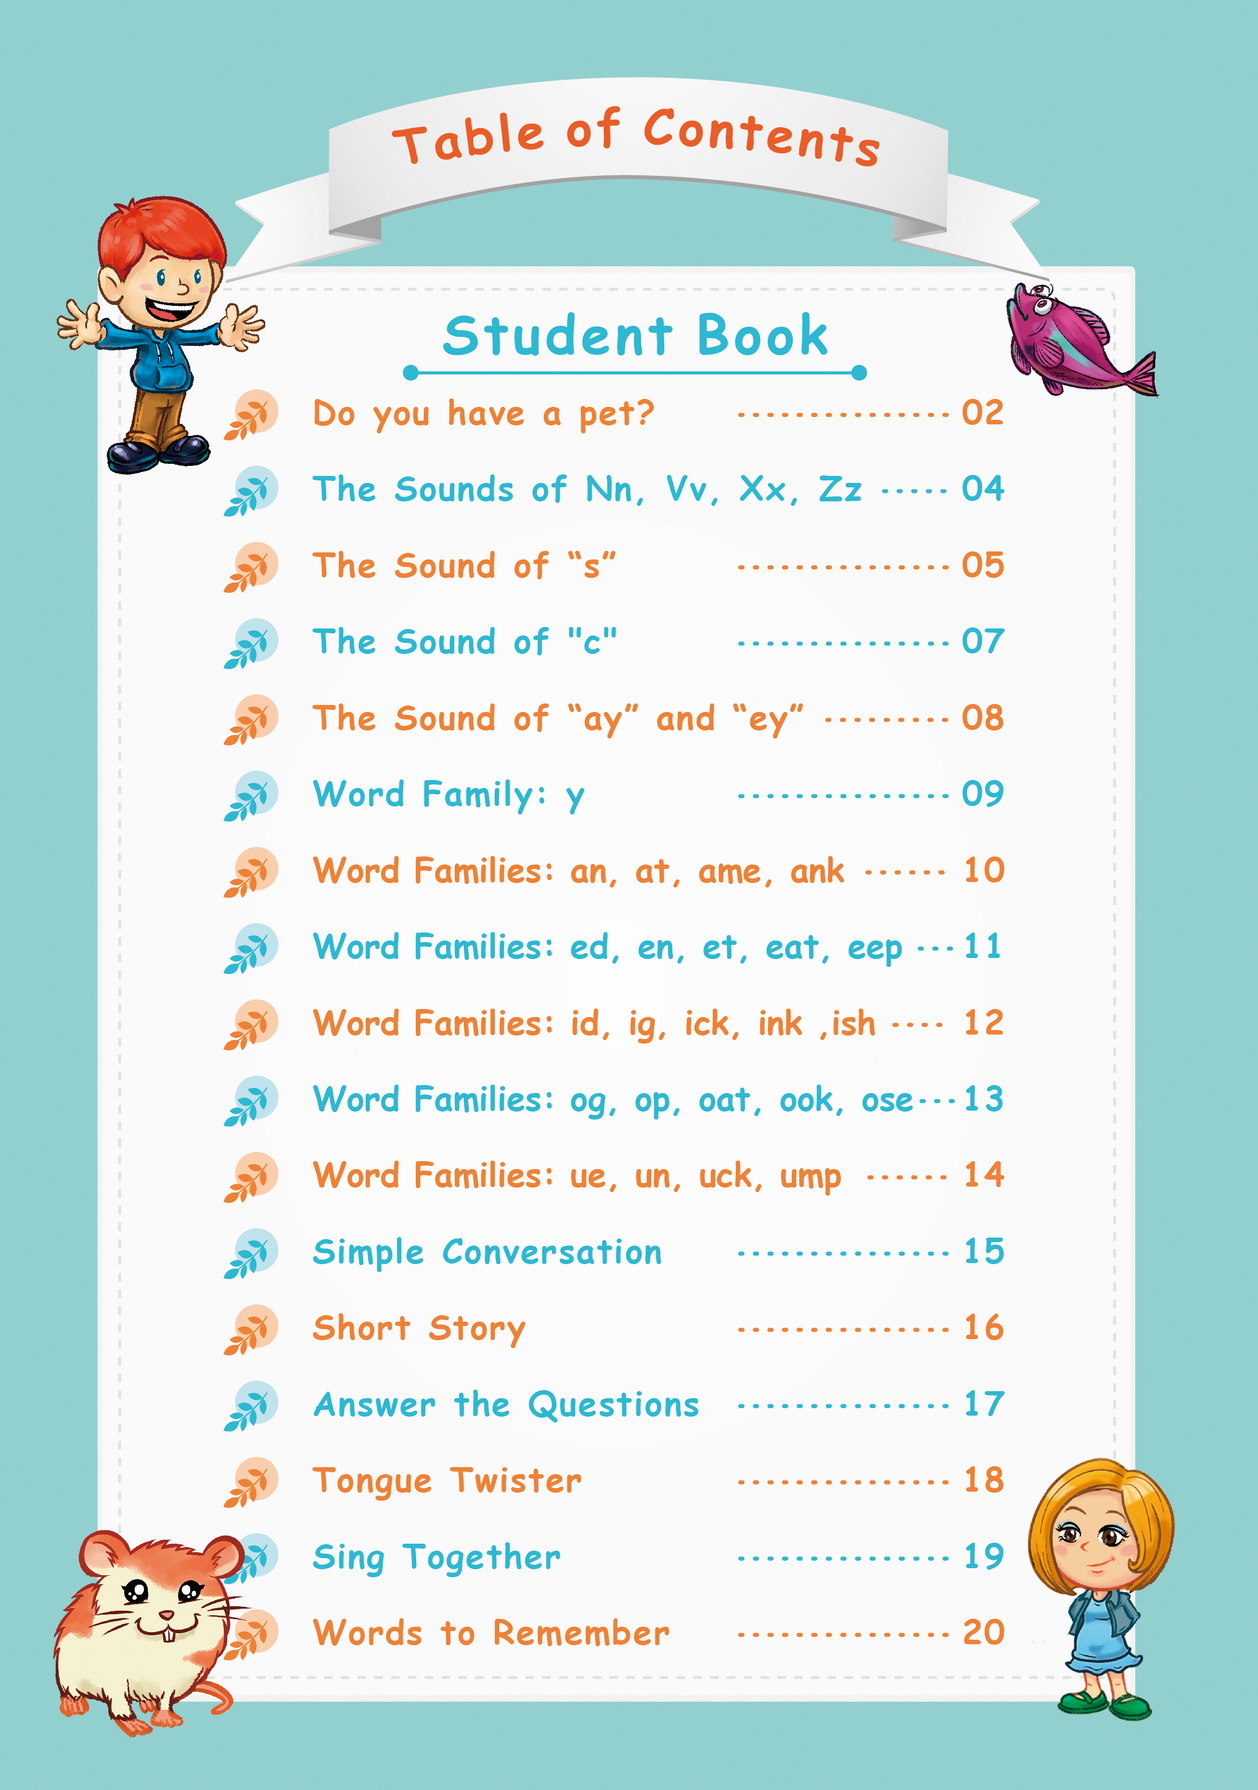 Table of Contents
Student Book
Do you have a pet? --------------- 02
The Sounds of Nn, Vv, Xx, Zz ----- 04
The Sound of “s” --------------- 05
The Sound of "c" --------------- 07
The Sound of “ay” and “ey” --------- 08
Word Family: y --------------- 09
Word Families: an, at, ame, ank ------ 10
Word Families: ed, en, et, eat, eep --- 11
Word Families: id, ig, ick, ink ,ish ---- 12
Word Families: og, op, oat, ook, ose --- 13
Word Families: ue, un, uck, ump ------ 14
Simple Conversation --------------- 15
Short Story --------------- 16
Answer the Questions --------------- 17
Tongue Twister --------------- 18
Sing Together --------------- 19
Words to Remember --------------- 20